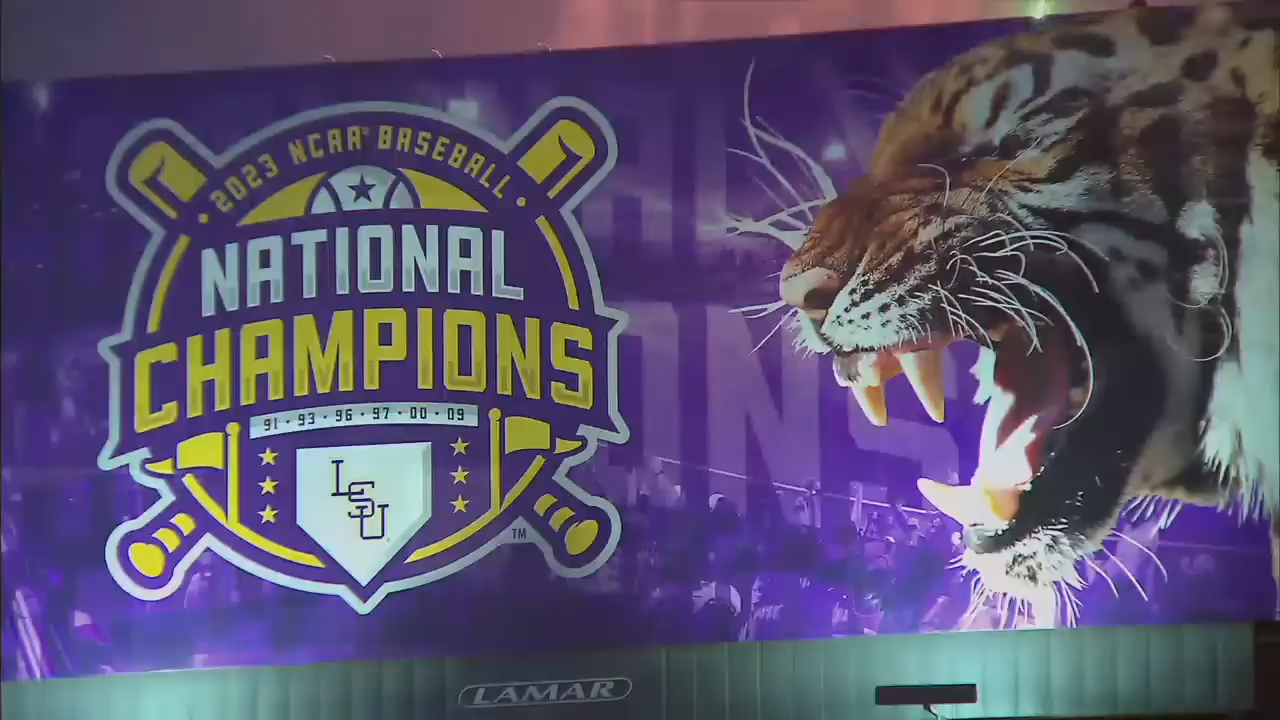 2023 NCAA® BASEBALL
NATIONAL
CHAMPIONS
91 · 93 · 96 · 97 · 00 · 09
LSU
TM
LAMAR